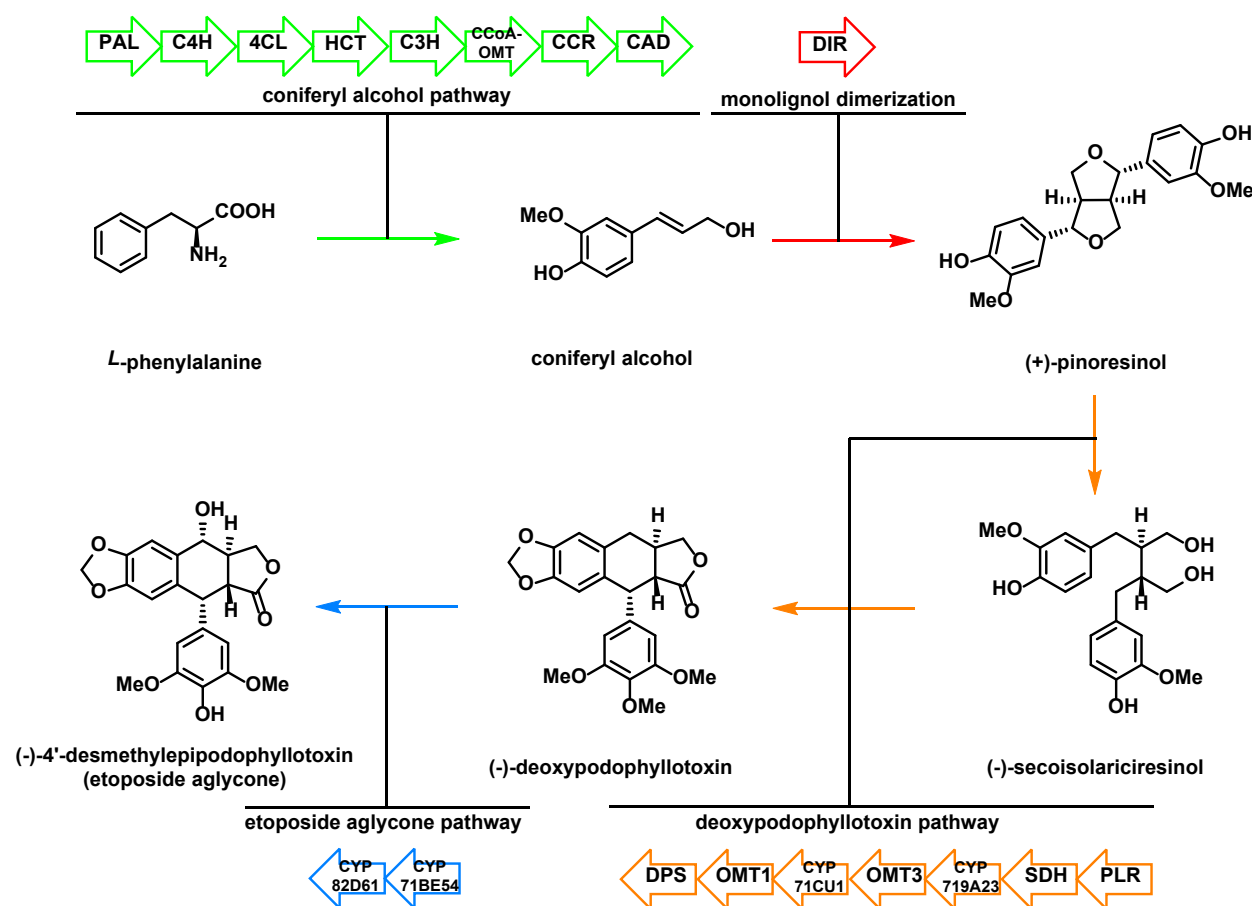 PAL C4H 4CL HCT C3H CCoA-
OMT CCR CAD DIR
coniferyl alcohol pathway monolignol dimerization
COOH
NH2
MeO
HO
OH
O
OH
OMe
H
H
O
HO
MeO
L-phenylalanine coniferyl alcohol (+)-pinoresinol
OH
H
O
O
O
H
O
MeO
OMe
OH
H
O
O
O
H
O
MeO
OMe
OMe
H
MeO
OH
HO
OH
H
OMe
OH
(-)-4'-desmethylepipodophyllotoxin
(etoposide aglycone)
(-)-deoxypodophyllotoxin
(-)-secoisolariciresinol
etoposide aglycone pathway deoxypodophyllotoxin pathway
CYP
82D61
CYP
71BE54
DPS OMT1 CYP
71CU1 OMT3 CYP
719A23 SDH PLR